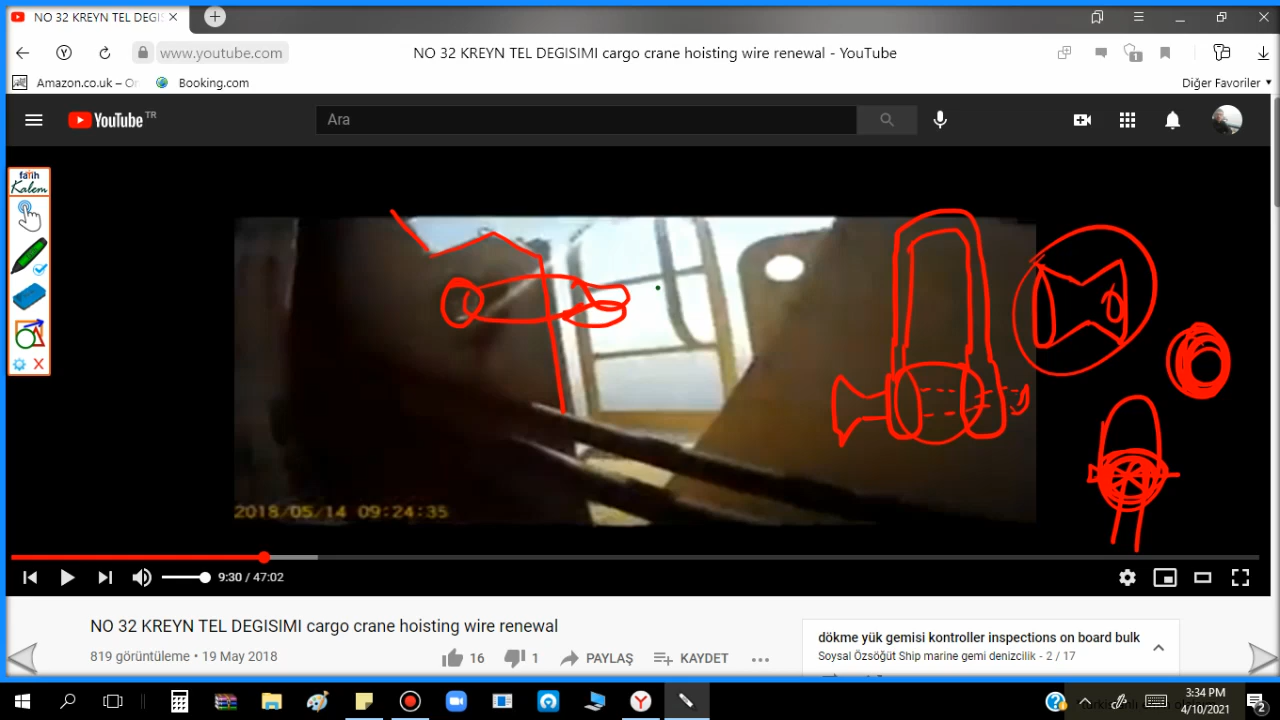 NO 32 KREYN TEL DEGIS
www.youtube.com
NO 32 KREYN TEL DEGISIMI cargo crane hoisting wire renewal - YouTube
1
Amazon.co.uk – Or
Booking.com
Diğer Favoriler
YouTube TR
Ara
fatih
Kalem
2018/05/14 09:24:35
9:30 / 47:02
NO 32 KREYN TEL DEGISIMI cargo crane hoisting wire renewal
819 görüntüleme • 19 May 2018
16
1
PAYLAŞ
KAYDET
dökme yük gemisi kontroller inspections on board bulk
Soysal Özsöğüt Ship marine gemi denizcilik - 2 / 17
3:34 PM
4/10/2021
2